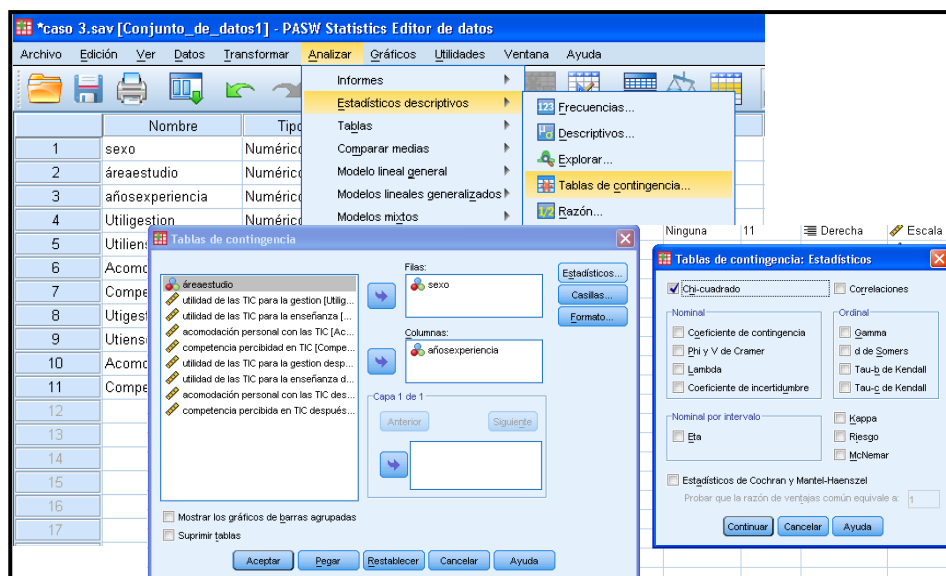 *caso 3.sav [Conjunto_de_datos1] - PASW Statistics Editor de datos
Archivo Edición Ver Datos Transformar Analizar Gráficos Utilidades Ventana Ayuda
Informes
Estadísticos descriptivos
Tablas
Comparar medias
Modelo lineal general
Modelos lineales generalizados
Modelos mixtos
Frecuencias...
Descriptivos...
Explorar...
Tablas de contingencia...
Razón...
Nombre Tipo
1 sexo Numérico
2 áreaestudio Numérico
3 añosexperiencia Numérico
4 Utiligestion Numérico
5 Utiliens
6 Acomo
7 Compe
8 Utigest
9 Utiens
10 Acomo
11 Compe
12
13
14
15
16
17
Ninguna 11 Derecha Escala
Tablas de contingencia
áreaestudio
utilidad de las TIC para la gestion [Utilig...
utilidad de las TIC para la enseñanza [...
acomodación personal con las TIC [Ac...
competencia percibidad en TIC [Compe...
utilidad de las TIC para la gestion desp...
utilidad de las TIC para la enseñanza d...
acomodación personal con las TIC des...
competencia percibida en TIC después...
Filas:
sexo
Columnas:
añosexperiencia
Capa 1 de 1
Anterior Siguiente
Estadísticos...
Casillas...
Formato...
Mostrar los gráficos de barras agrupadas
Suprimir tablas
Aceptar Pegar Restablecer Cancelar Ayuda
Tablas de contingencia: Estadísticos
Chi-cuadrado Correlaciones
Nominal
Coeficiente de contingencia
Phi y V de Cramer
Lambda
Coeficiente de incertidumbre
Ordinal
Gamma
d de Somers
Tau-b de Kendall
Tau-c de Kendall
Nominal por intervalo
Eta
Kappa
Riesgo
McNemar
Estadísticos de Cochran y Mantel-Haenszel
Probar que la razón de ventajas común equivale a: 1
Continuar Cancelar Ayuda